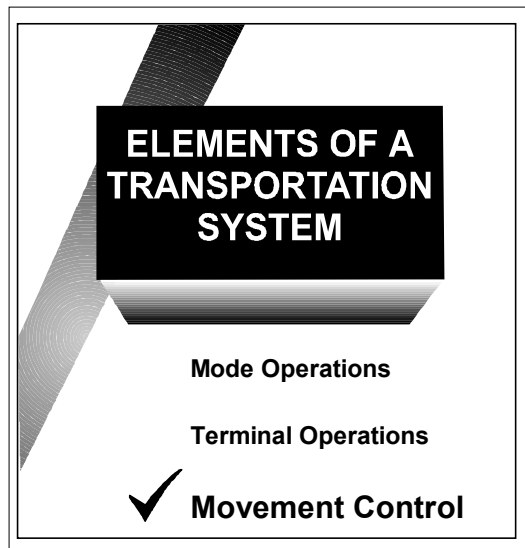 ELEMENTS OF A
TRANSPORTATION
SYSTEM
Mode Operations
Terminal Operations
Movement Control